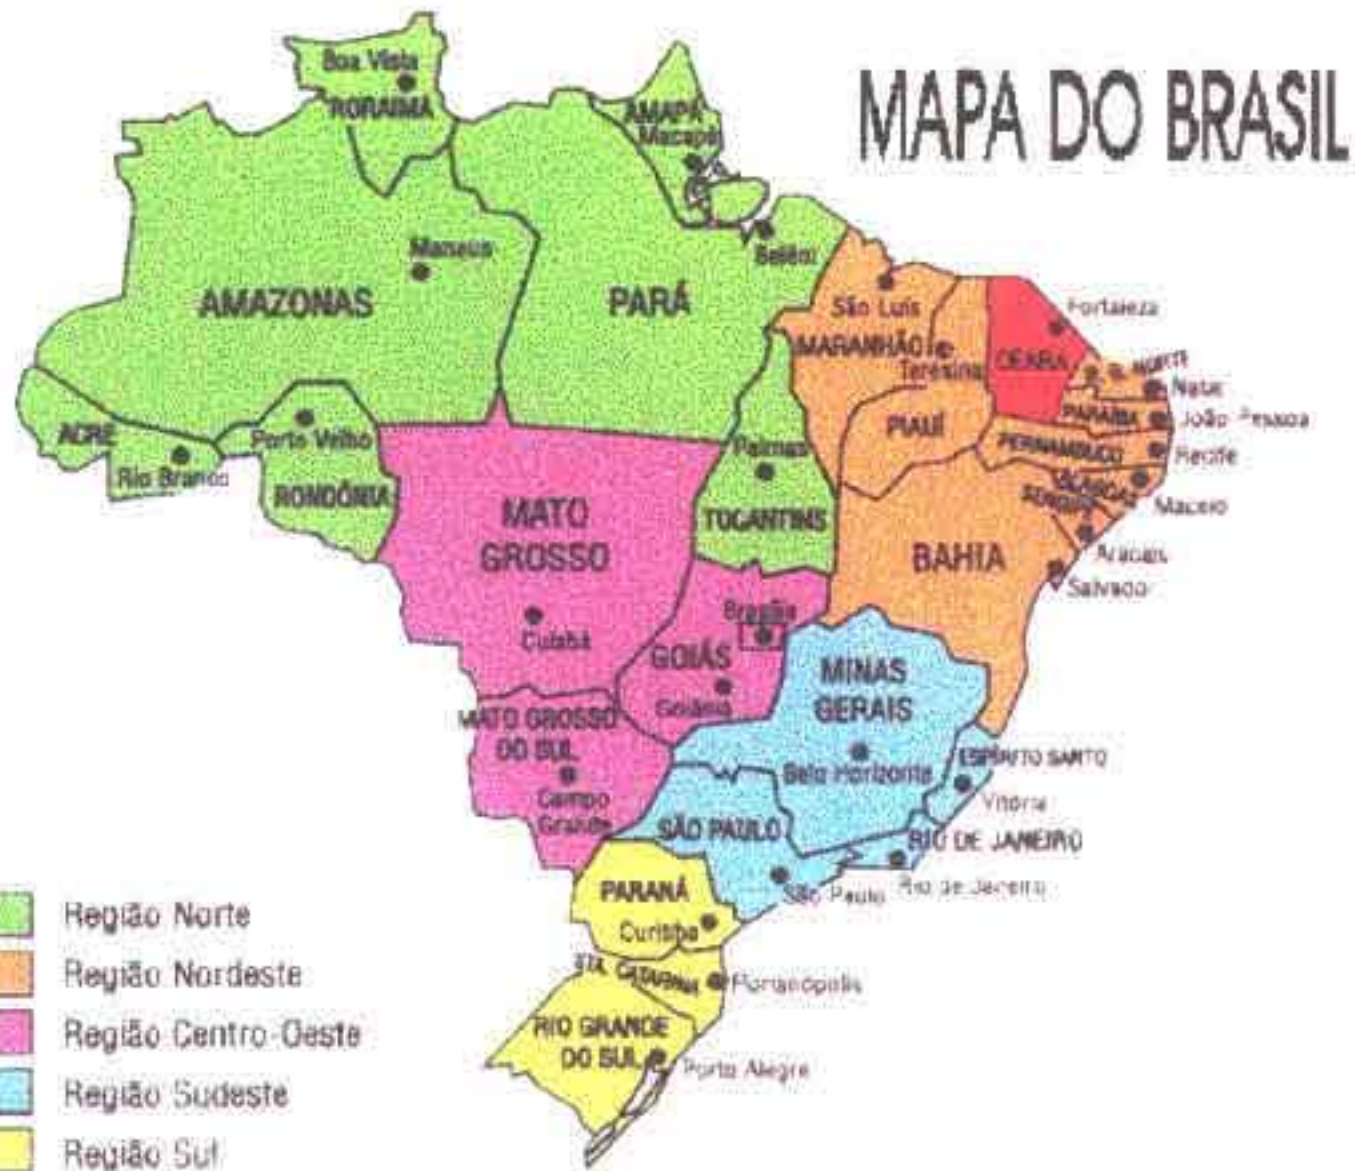 MAPA DO BRASIL
Boa Vista
RORAIMA
AMAPÁ
Macapá
Manaus
AMAZONAS
PARÁ
Belém
São Luís
MARANHÃO
Teresina
CEARÁ
Fortaleza
NORTE
Natal
PARAÍBA
João Pessoa
PIAUÍ
PERNAMBUCO
Recife
ALAGOAS
SERGIPE
Maceió
Aracaju
Salvador
BAHIA
ACRE
Rio Branco
Porto Velho
RONDÔNIA
Palmas
TOCANTINS
MATO
GROSSO
Cuiabá
Brasília
GOIÁS
Goiânia
MINAS
GERAIS
Belo Horizonte
ESPÍRITO SANTO
Vitória
MATO GROSSO
DO SUL
Campo
Grande
SÃO PAULO
São Paulo
RIO DE JANEIRO
Rio de Janeiro
PARANÁ
Curitiba
STA. CATARINA
Florianópolis
RIO GRANDE
DO SUL
Porto Alegre
Região Norte
Região Nordeste
Região Centro-Oeste
Região Sudeste
Região Sul